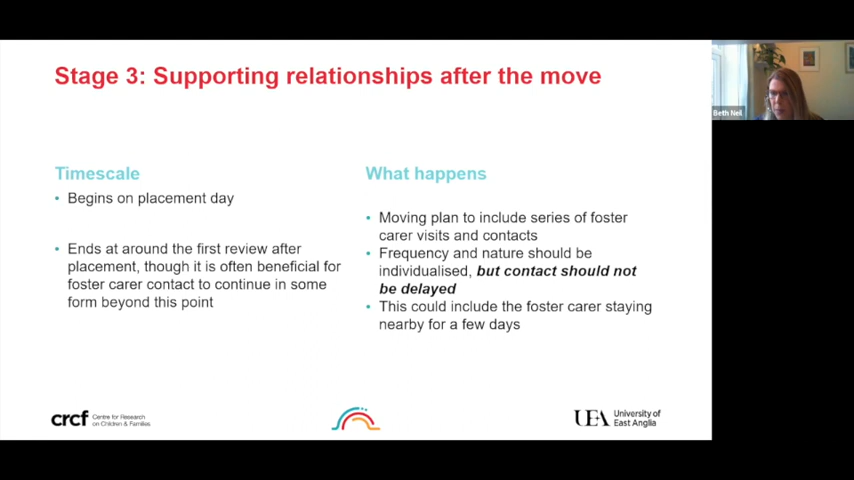 Stage 3: Supporting relationships after the move
Timescale
• Begins on placement day
• Ends at around the first review after
placement, though it is often beneficial for
foster carer contact to continue in some
form beyond this point
What happens
• Moving plan to include series of foster
carer visits and contacts
• Frequency and nature should be
individualised, but contact should not
be delayed
• This could include the foster carer staying
nearby for a few days
Beth Neil
crcf Centre for Research
on Children & Families
UEA University of
East Anglia